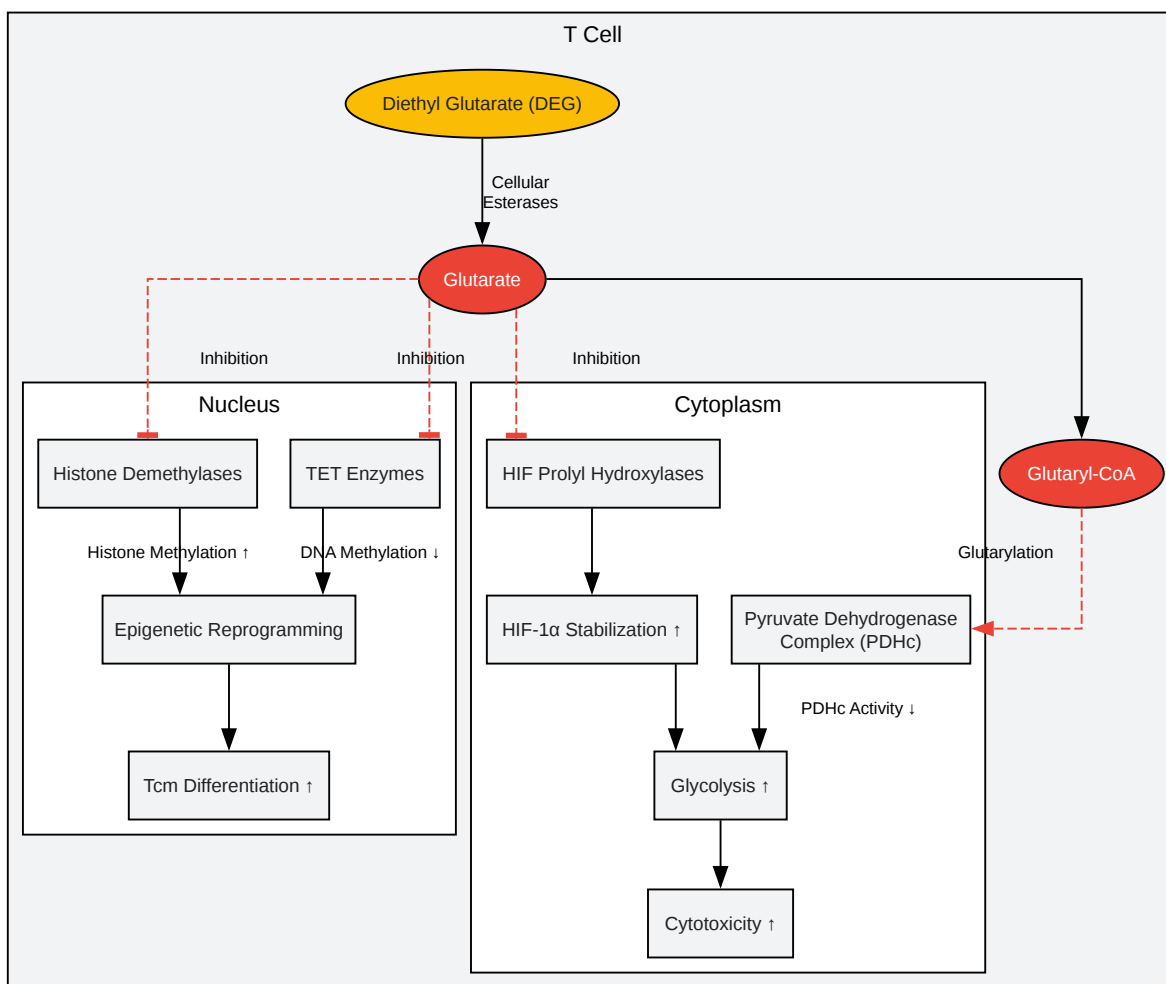 T Cell
Diethyl Glutarate (DEG)
Cellular
Esterases
Glutarate
Inhibition
Inhibition
Inhibition
Nucleus
Cytoplasm
Histone Demethylases
TET Enzymes
HIF Prolyl Hydroxylases
Glutaryl-CoA
Histone Methylation ↑
DNA Methylation ↓
Glutarylation
Epigenetic Reprogramming
HIF-1α Stabilization ↑
Pyruvate Dehydrogenase
Complex (PDHc)
PDHc Activity ↓
Tcm Differentiation ↑
Glycolysis ↑
Cytotoxicity ↑